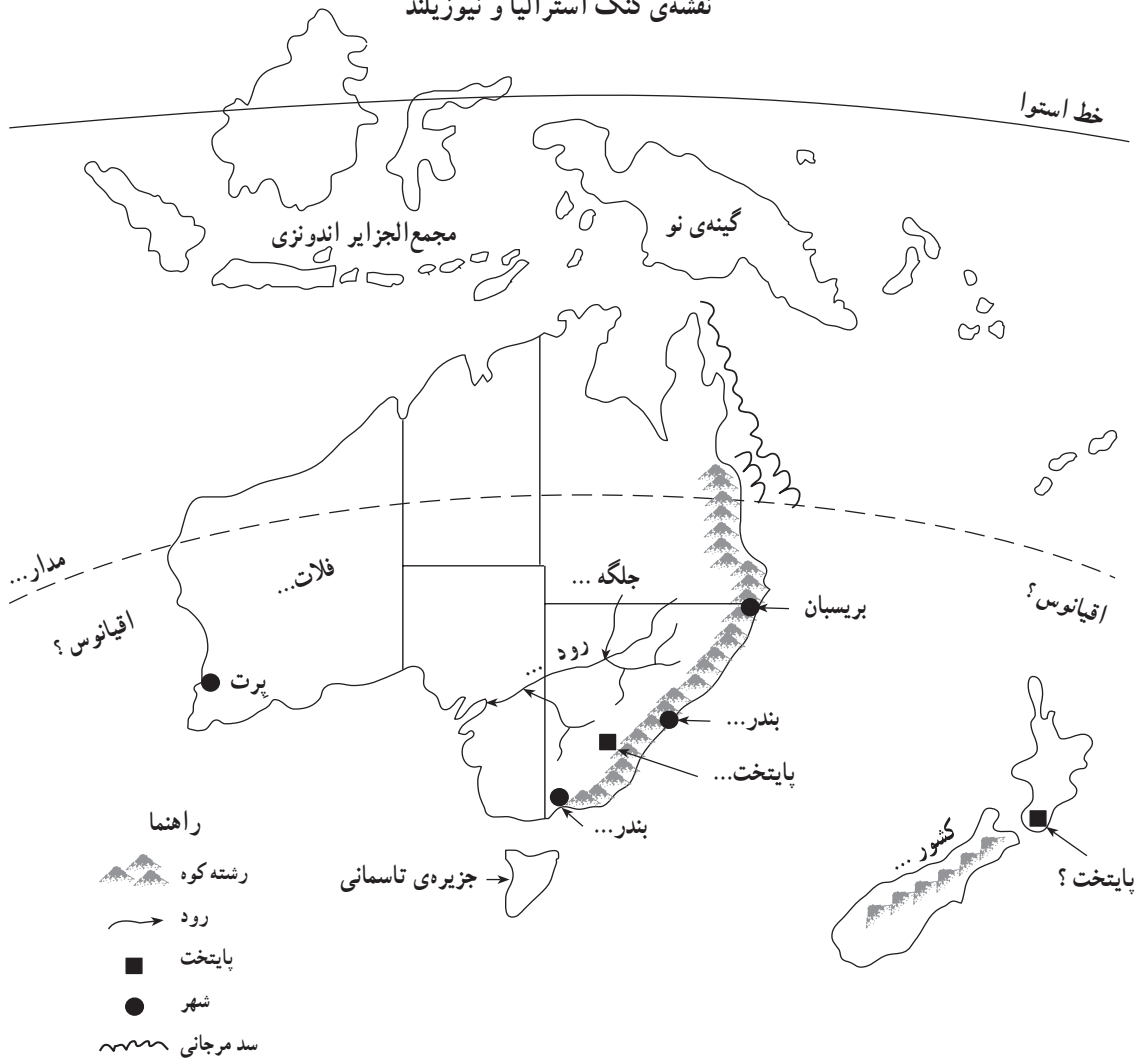 نقشه‌ی گنگ استرالیا و نیوزیلند
خط استوا
گینه‌ی نو
مجمع‌الجزایر اندونزی
مدار...
فلات...
جلگه ...
اقیانوس ؟
اقیانوس ؟
بریسبان
رود ...
پرت
بندر...
پایتخت...
بندر...
کشور ...
پایتخت ؟
جزیره‌ی تاسمانی
راهنما
رشته کوه
رود
پایتخت
شهر
سد مرجانی